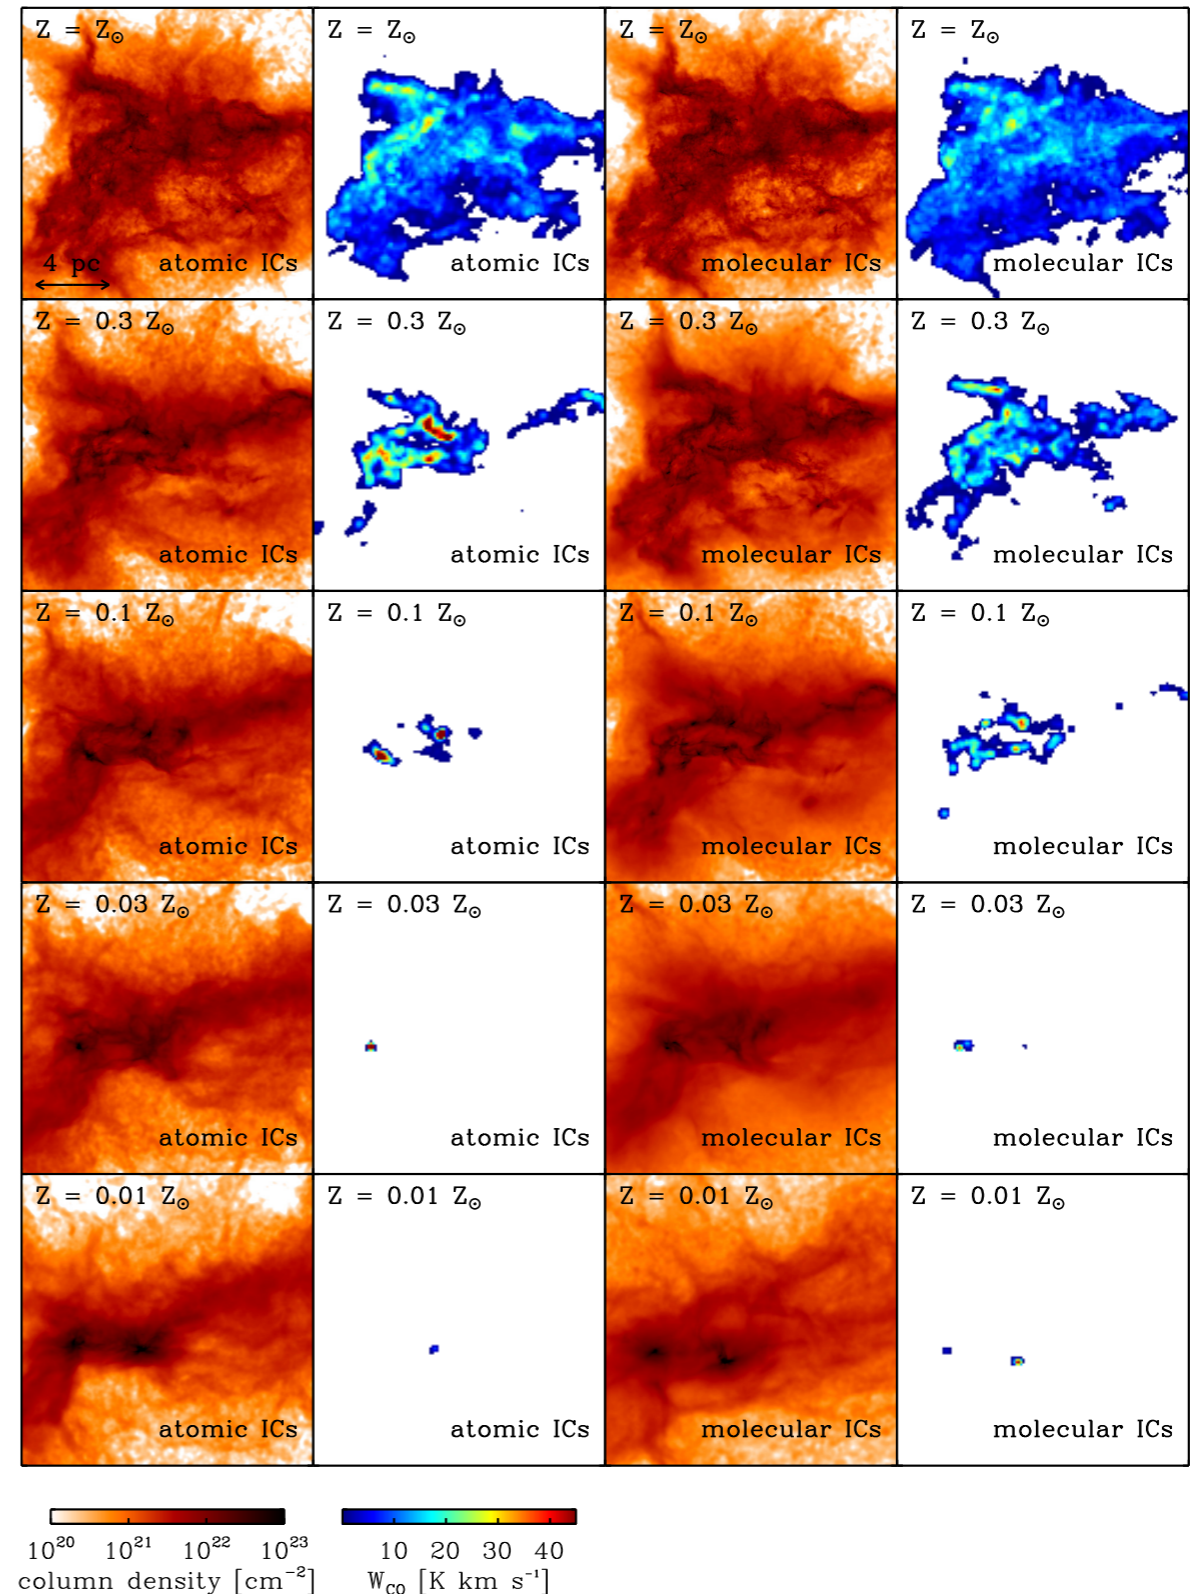 Z = Z☉
Z = Z☉
Z = Z☉
Z = Z☉
4 pc
atomic ICs
atomic ICs
molecular ICs
molecular ICs
Z = 0.3 Z☉
Z = 0.3 Z☉
Z = 0.3 Z☉
Z = 0.3 Z☉
atomic ICs
atomic ICs
molecular ICs
molecular ICs
Z = 0.1 Z☉
Z = 0.1 Z☉
Z = 0.1 Z☉
Z = 0.1 Z☉
atomic ICs
atomic ICs
molecular ICs
molecular ICs
Z = 0.03 Z☉
Z = 0.03 Z☉
Z = 0.03 Z☉
Z = 0.03 Z☉
atomic ICs
atomic ICs
molecular ICs
molecular ICs
Z = 0.01 Z☉
Z = 0.01 Z☉
Z = 0.01 Z☉
Z = 0.01 Z☉
atomic ICs
atomic ICs
molecular ICs
molecular ICs
10²⁰ 10²¹ 10²² 10²³
column density [cm⁻²]
10 20 30 40
W_CO [K km s⁻¹]